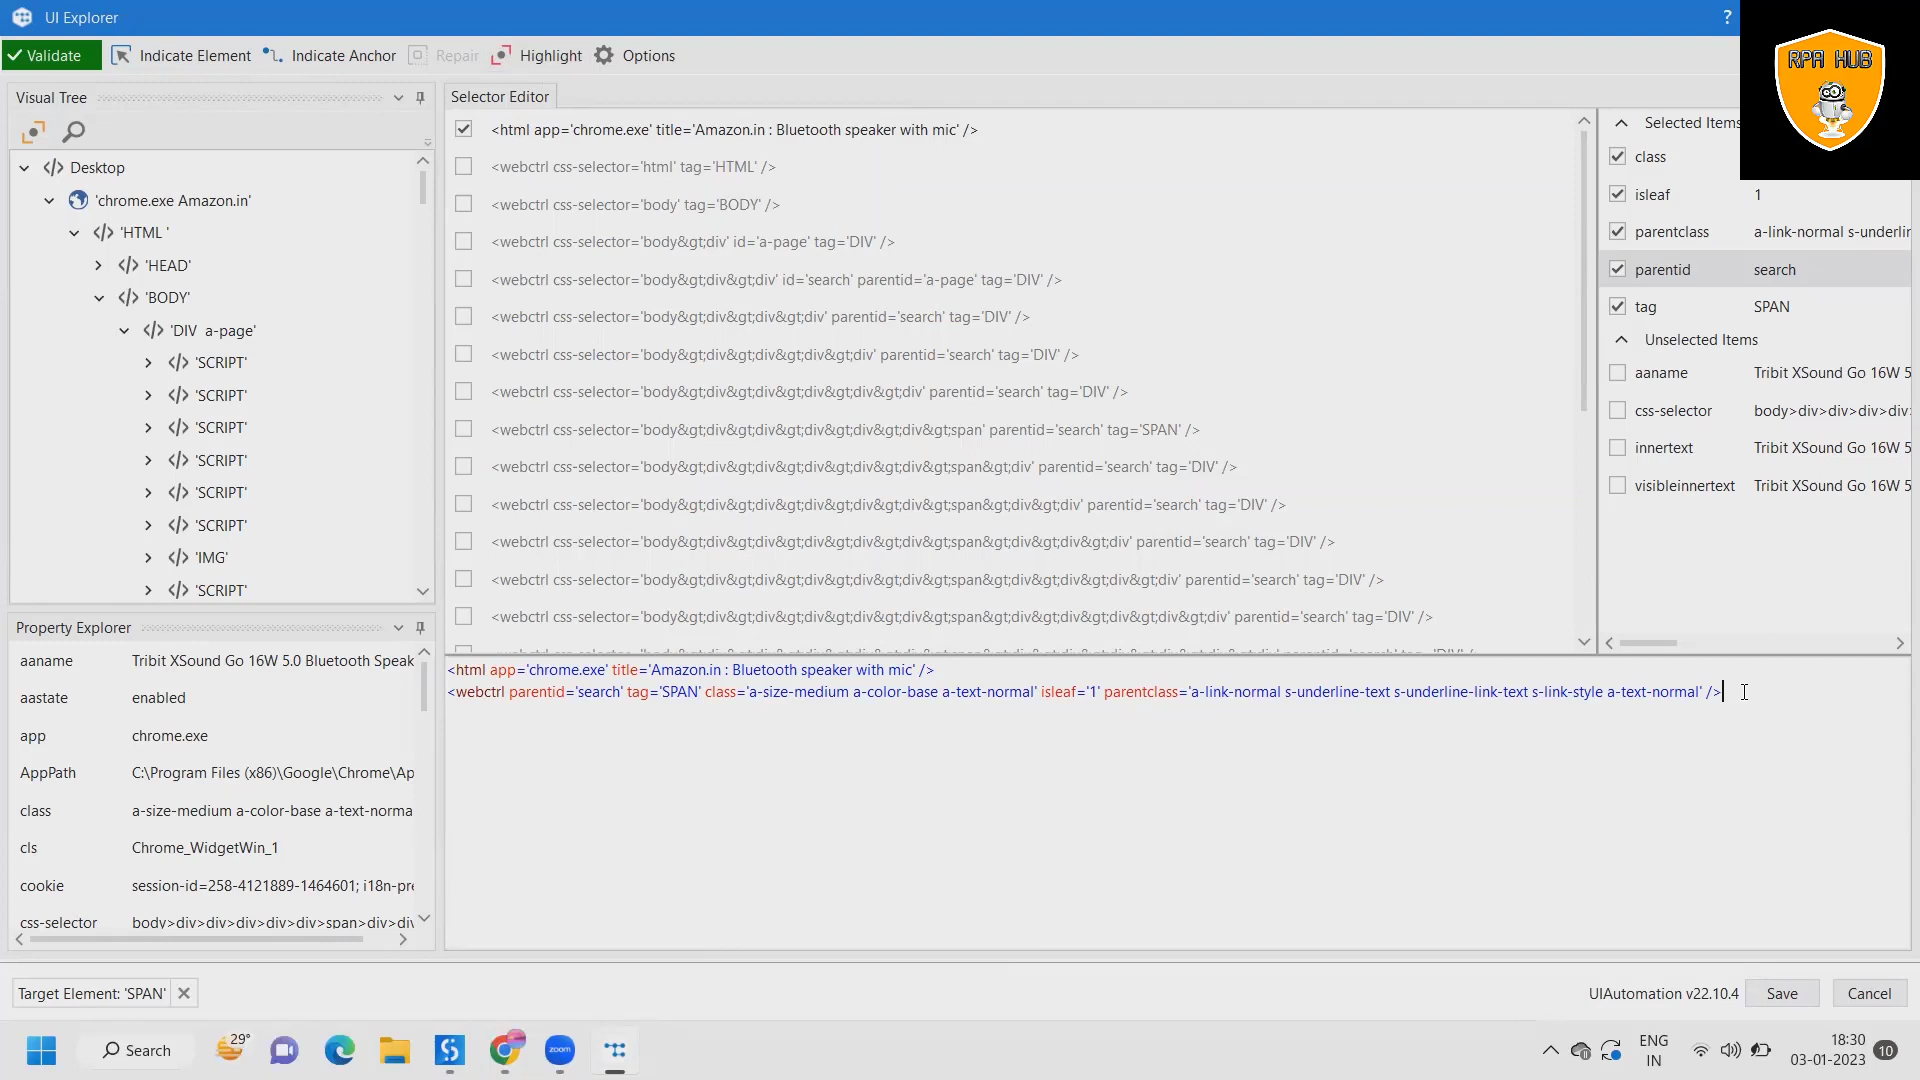 UI Explorer
?
RPA HUB
Validate
Indicate Element
Indicate Anchor
Repair
Highlight
Options
Visual Tree
Desktop
'chrome.exe Amazon.in'
'HTML '
'HEAD'
'BODY'
'DIV  a-page'
'SCRIPT'
'SCRIPT'
'SCRIPT'
'SCRIPT'
'SCRIPT'
'SCRIPT'
'IMG'
'SCRIPT'
Property Explorer
aaname Tribit XSound Go 16W 5.0 Bluetooth Speak
aastate enabled
app chrome.exe
AppPath C:\Program Files (x86)\Google\Chrome\Ap
class a-size-medium a-color-base a-text-norma
cls Chrome_WidgetWin_1
cookie session-id=258-4121889-1464601; i18n-pre
css-selector body>div>div>div>div>div>span>div>div
Selector Editor
<html app='chrome.exe' title='Amazon.in : Bluetooth speaker with mic' />
<webctrl css-selector='html' tag='HTML' />
<webctrl css-selector='body' tag='BODY' />
<webctrl css-selector='body&gt;div' id='a-page' tag='DIV' />
<webctrl css-selector='body&gt;div&gt;div' id='search' parentid='a-page' tag='DIV' />
<webctrl css-selector='body&gt;div&gt;div&gt;div' parentid='search' tag='DIV' />
<webctrl css-selector='body&gt;div&gt;div&gt;div&gt;div' parentid='search' tag='DIV' />
<webctrl css-selector='body&gt;div&gt;div&gt;div&gt;div&gt;div' parentid='search' tag='DIV' />
<webctrl css-selector='body&gt;div&gt;div&gt;div&gt;div&gt;div&gt;span' parentid='search' tag='SPAN' />
<webctrl css-selector='body&gt;div&gt;div&gt;div&gt;div&gt;div&gt;span&gt;div' parentid='search' tag='DIV' />
<webctrl css-selector='body&gt;div&gt;div&gt;div&gt;div&gt;div&gt;span&gt;div&gt;div' parentid='search' tag='DIV' />
<webctrl css-selector='body&gt;div&gt;div&gt;div&gt;div&gt;div&gt;span&gt;div&gt;div&gt;div' parentid='search' tag='DIV' />
<webctrl css-selector='body&gt;div&gt;div&gt;div&gt;div&gt;div&gt;span&gt;div&gt;div&gt;div&gt;div' parentid='search' tag='DIV' />
<webctrl css-selector='body&gt;div&gt;div&gt;div&gt;div&gt;div&gt;span&gt;div&gt;div&gt;div&gt;div&gt;div' parentid='search' tag='DIV' />
Selected Items
class
isleaf 1
parentclass a-link-normal s-underlin
parentid search
tag SPAN
Unselected Items
aaname Tribit XSound Go 16W 5
css-selector body>div>div>div>div>
innertext Tribit XSound Go 16W 5
visibleinnertext Tribit XSound Go 16W 5
<html app='chrome.exe' title='Amazon.in : Bluetooth speaker with mic' />
<webctrl parentid='search' tag='SPAN' class='a-size-medium a-color-base a-text-normal' isleaf='1' parentclass='a-link-normal s-underline-text s-underline-link-text s-link-style a-text-normal' />
Target Element: 'SPAN'
UIAutomation v22.10.4
Save
Cancel
29°
Search
zoom
ENG
IN
18:30
03-01-2023
10